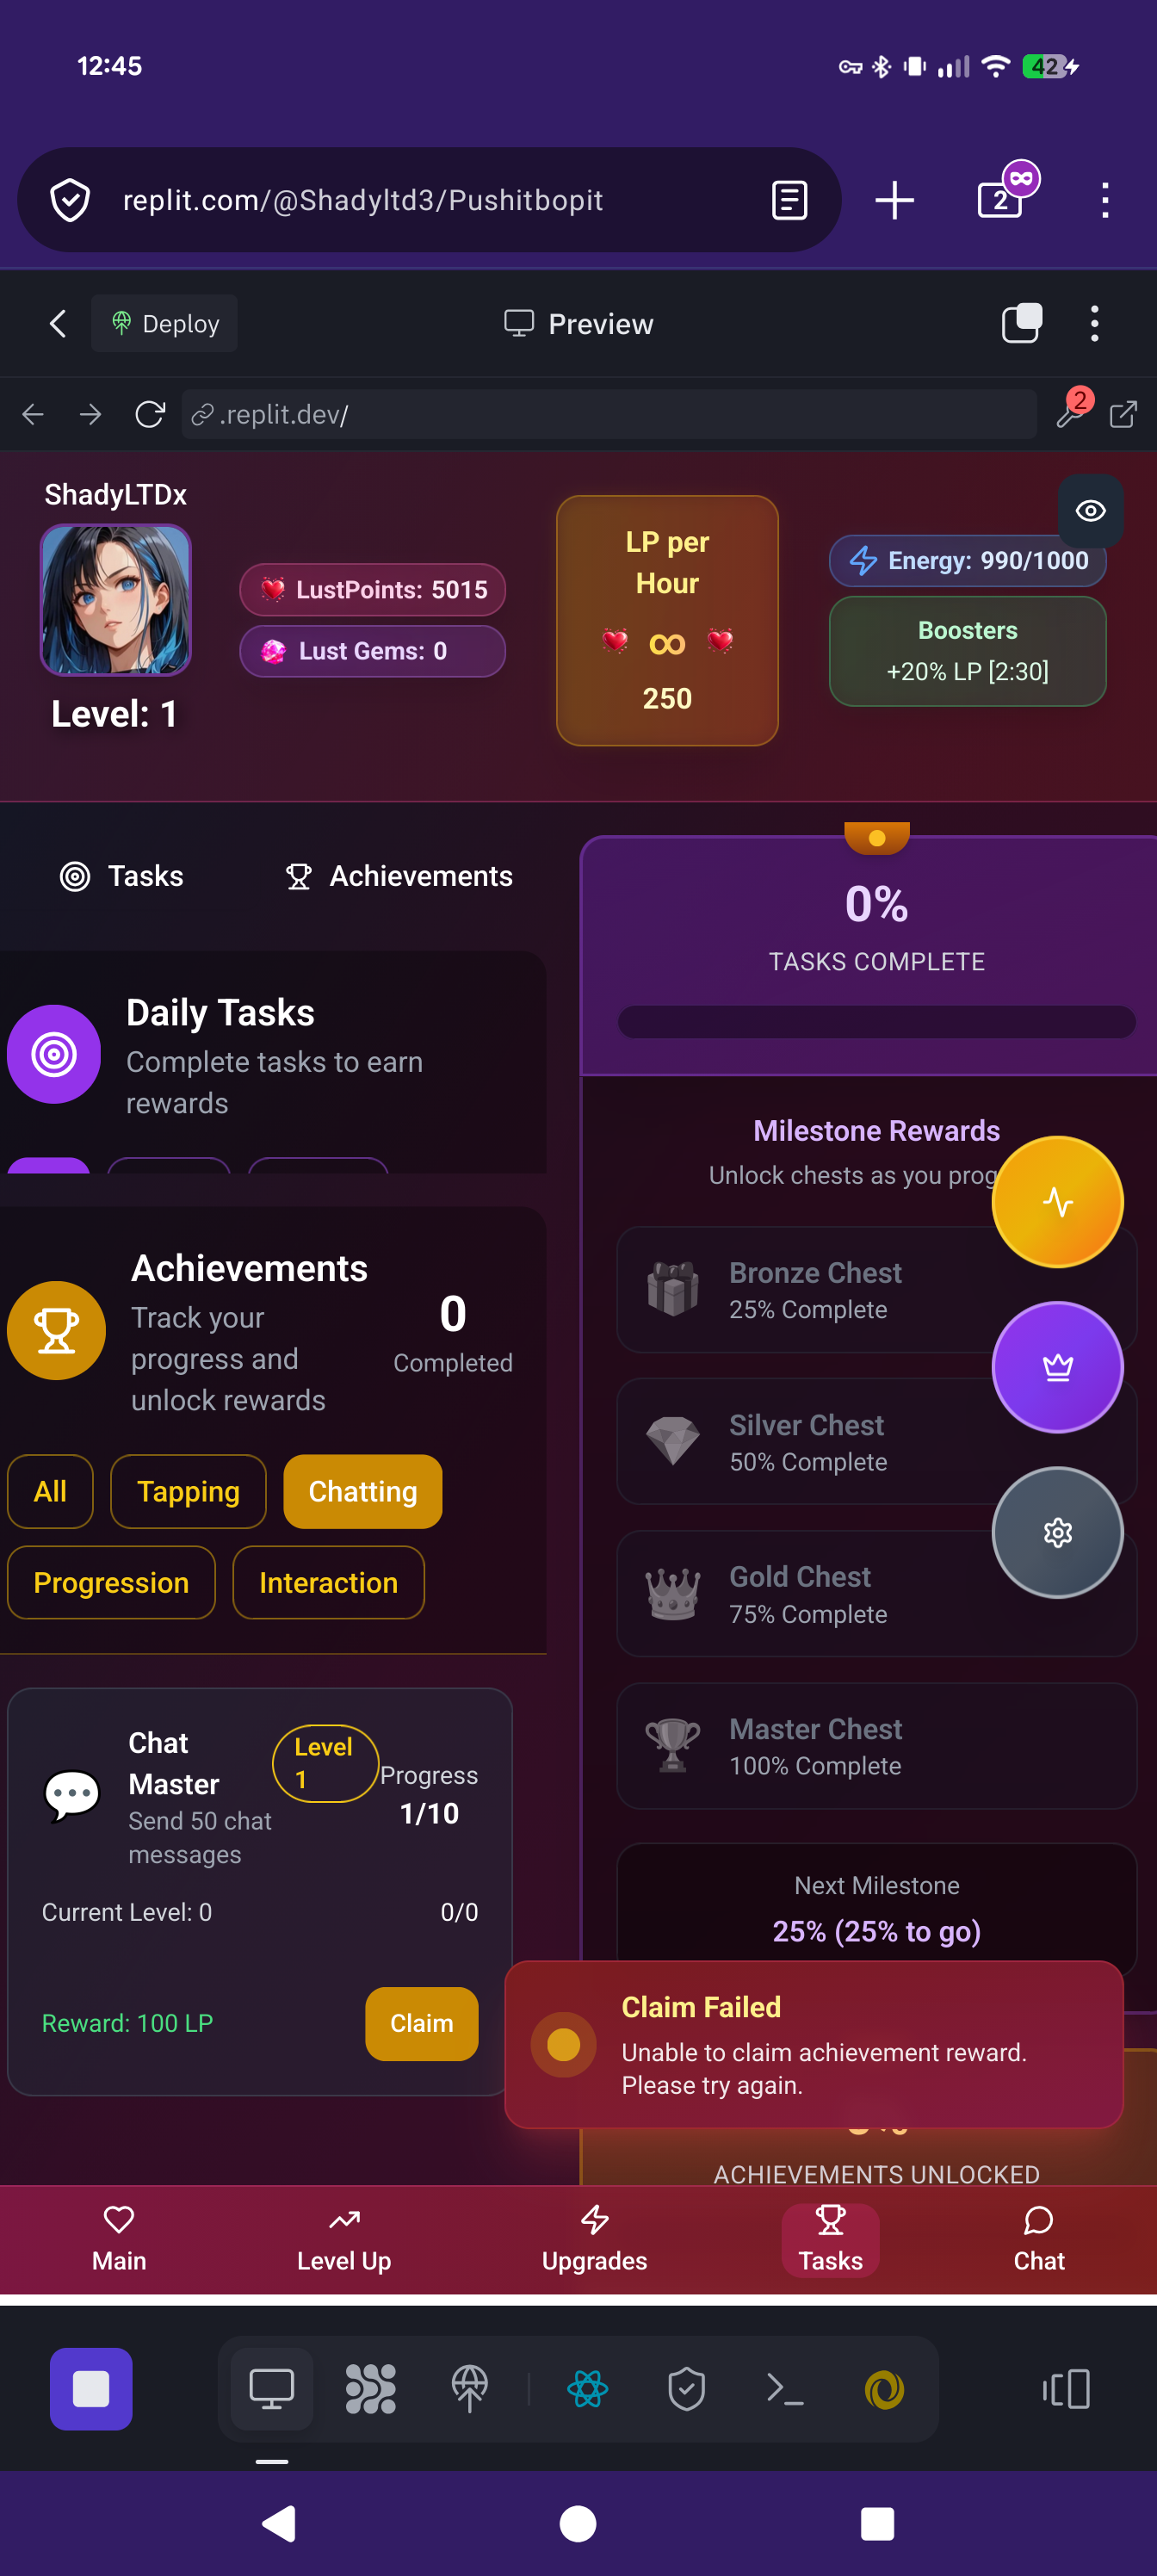 12:45
42
replit.com/@Shadyltd3/Pushitbopit
2
Deploy
Preview
.replit.dev/
2
ShadyLTDx
Level: 1
LustPoints: 5015
Lust Gems: 0
LP per
Hour
∞
250
Energy: 990/1000
Boosters
+20% LP [2:30]
Tasks
Achievements
Daily Tasks
Complete tasks to earn
rewards
Achievements
Track your
progress and
unlock rewards
0
Completed
All
Tapping
Chatting
Progression
Interaction
Chat
Master
Send 50 chat
messages
Level
1
Progress
1/10
Current Level: 0
0/0
Reward: 100 LP
Claim
0%
TASKS COMPLETE
Milestone Rewards
Unlock chests as you prog
Bronze Chest
25% Complete
Silver Chest
50% Complete
Gold Chest
75% Complete
Master Chest
100% Complete
Next Milestone
25% (25% to go)
Claim Failed
Unable to claim achievement reward.
Please try again.
ACHIEVEMENTS UNLOCKED
Main
Level Up
Upgrades
Tasks
Chat